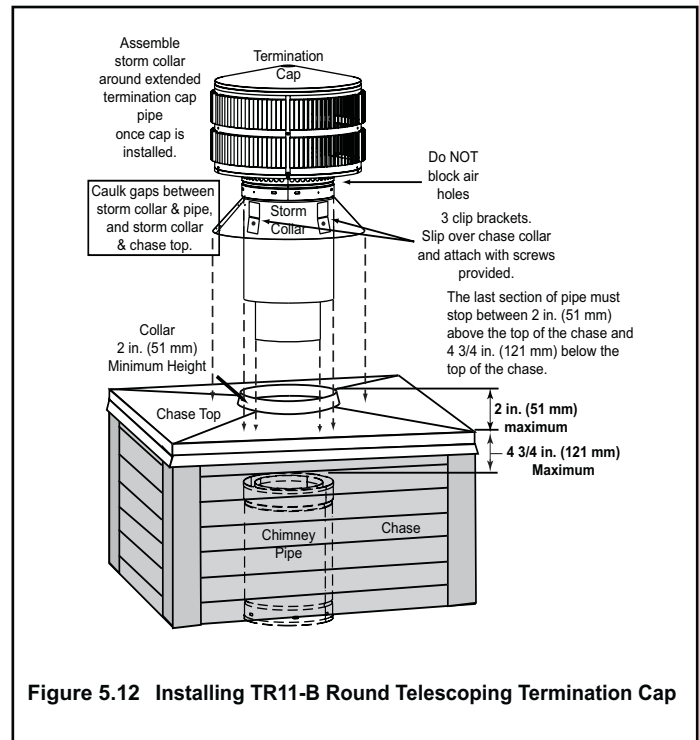 Assemble
storm collar
around extended
termination cap
pipe
once cap is
installed.
Termination
Cap
Do NOT
block air
holes
Caulk gaps between
storm collar & pipe,
and storm collar
& chase top.
Storm
Collar
3 clip brackets.
Slip over chase collar
and attach with screws
provided.
The last section of pipe must
stop between 2 in. (51 mm)
above the top of the chase and
4 3/4 in. (121 mm) below the
top of the chase.
Collar
2 in. (51 mm)
Minimum Height
Chase Top
2 in. (51 mm)
maximum
4 3/4 in. (121 mm)
Maximum
Chimney
Pipe
Chase
Figure 5.12 Installing TR11-B Round Telescoping Termination Cap